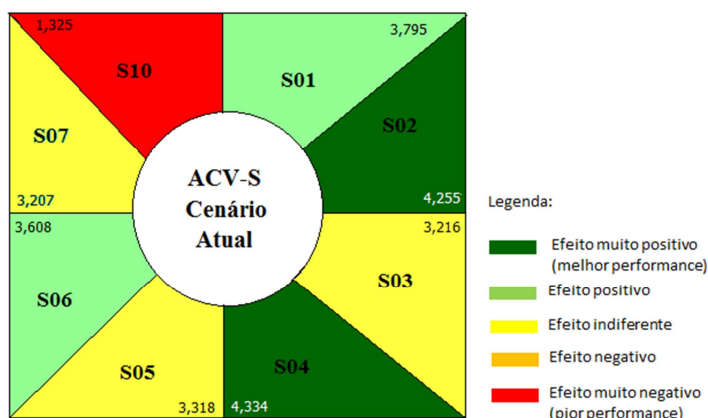 1,325
S10
3,795
S01
S02
4,255
S07
3,207
ACV-S
Cenário
Atual
3,608
S06
3,216
S03
S05
3,318
S04
4,334
Legenda:
Efeito muito positivo
(melhor performance)
Efeito positivo
Efeito indiferente
Efeito negativo
Efeito muito negativo
(pior performance)